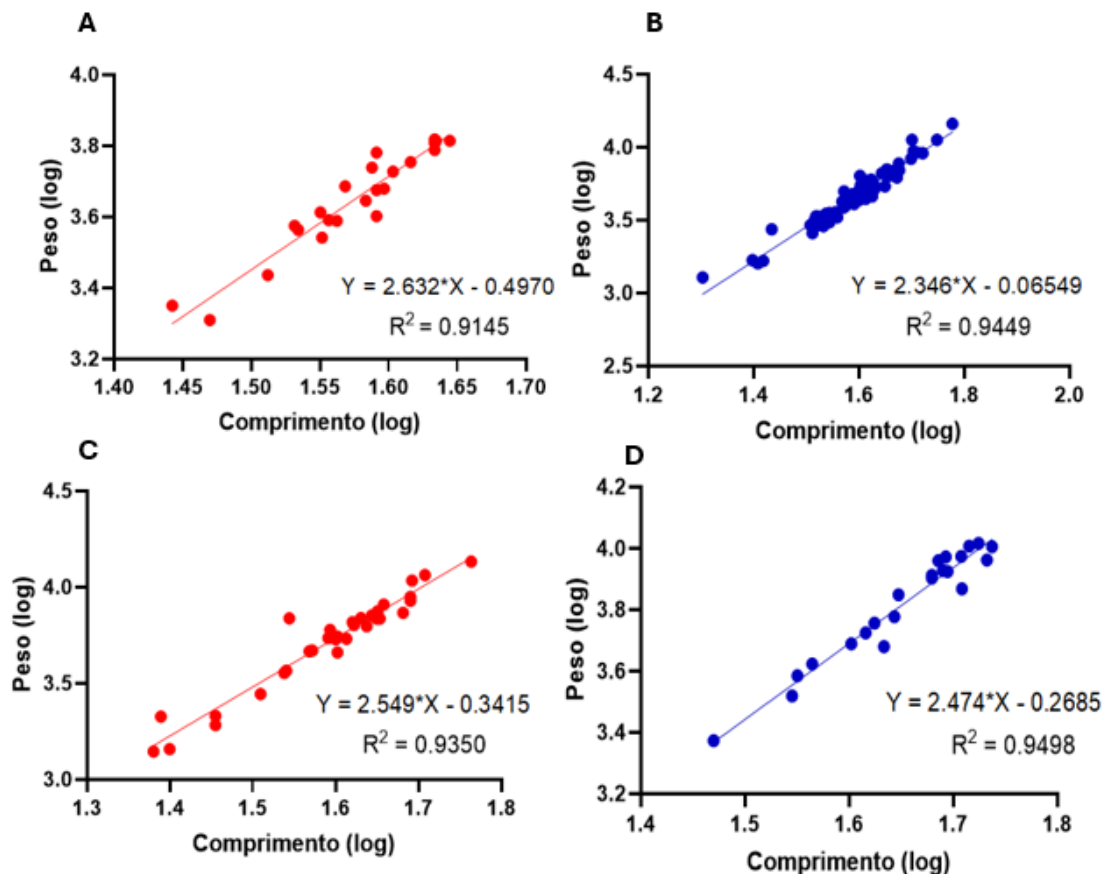 A
Peso (log)
4.0
3.8
3.6
3.4
3.2
Y = 2.632*X - 0.4970
R² = 0.9145
1.40 1.45 1.50 1.55 1.60 1.65 1.70
Comprimento (log)
B
Peso (log)
4.5
4.0
3.5
3.0
2.5
Y = 2.346*X - 0.06549
R² = 0.9449
1.2 1.4 1.6 1.8 2.0
Comprimento (log)
C
Peso (log)
4.5
4.0
3.5
3.0
Y = 2.549*X - 0.3415
R² = 0.9350
1.3 1.4 1.5 1.6 1.7 1.8
Comprimento (log)
D
Peso (log)
4.2
4.0
3.8
3.6
3.4
3.2
Y = 2.474*X - 0.2685
R² = 0.9498
1.4 1.5 1.6 1.7 1.8
Comprimento (log)